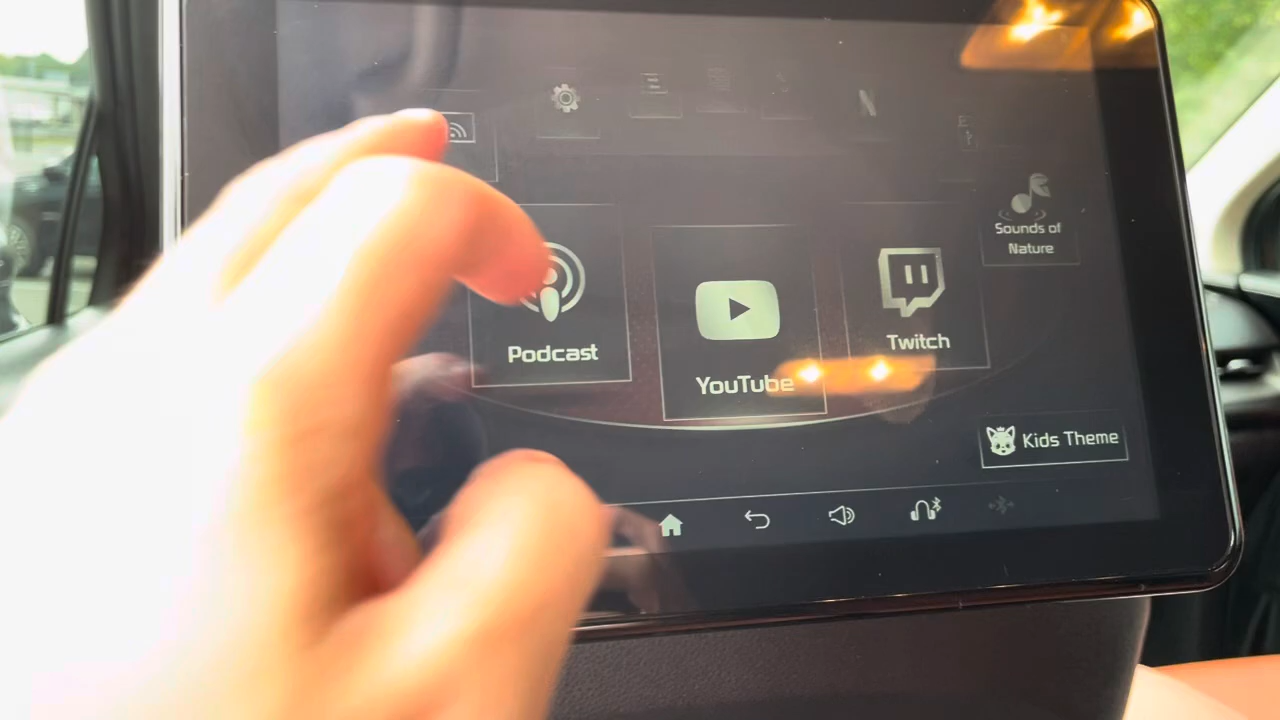 Sounds of
Nature
Podcast
YouTube
Twitch
Kids Theme